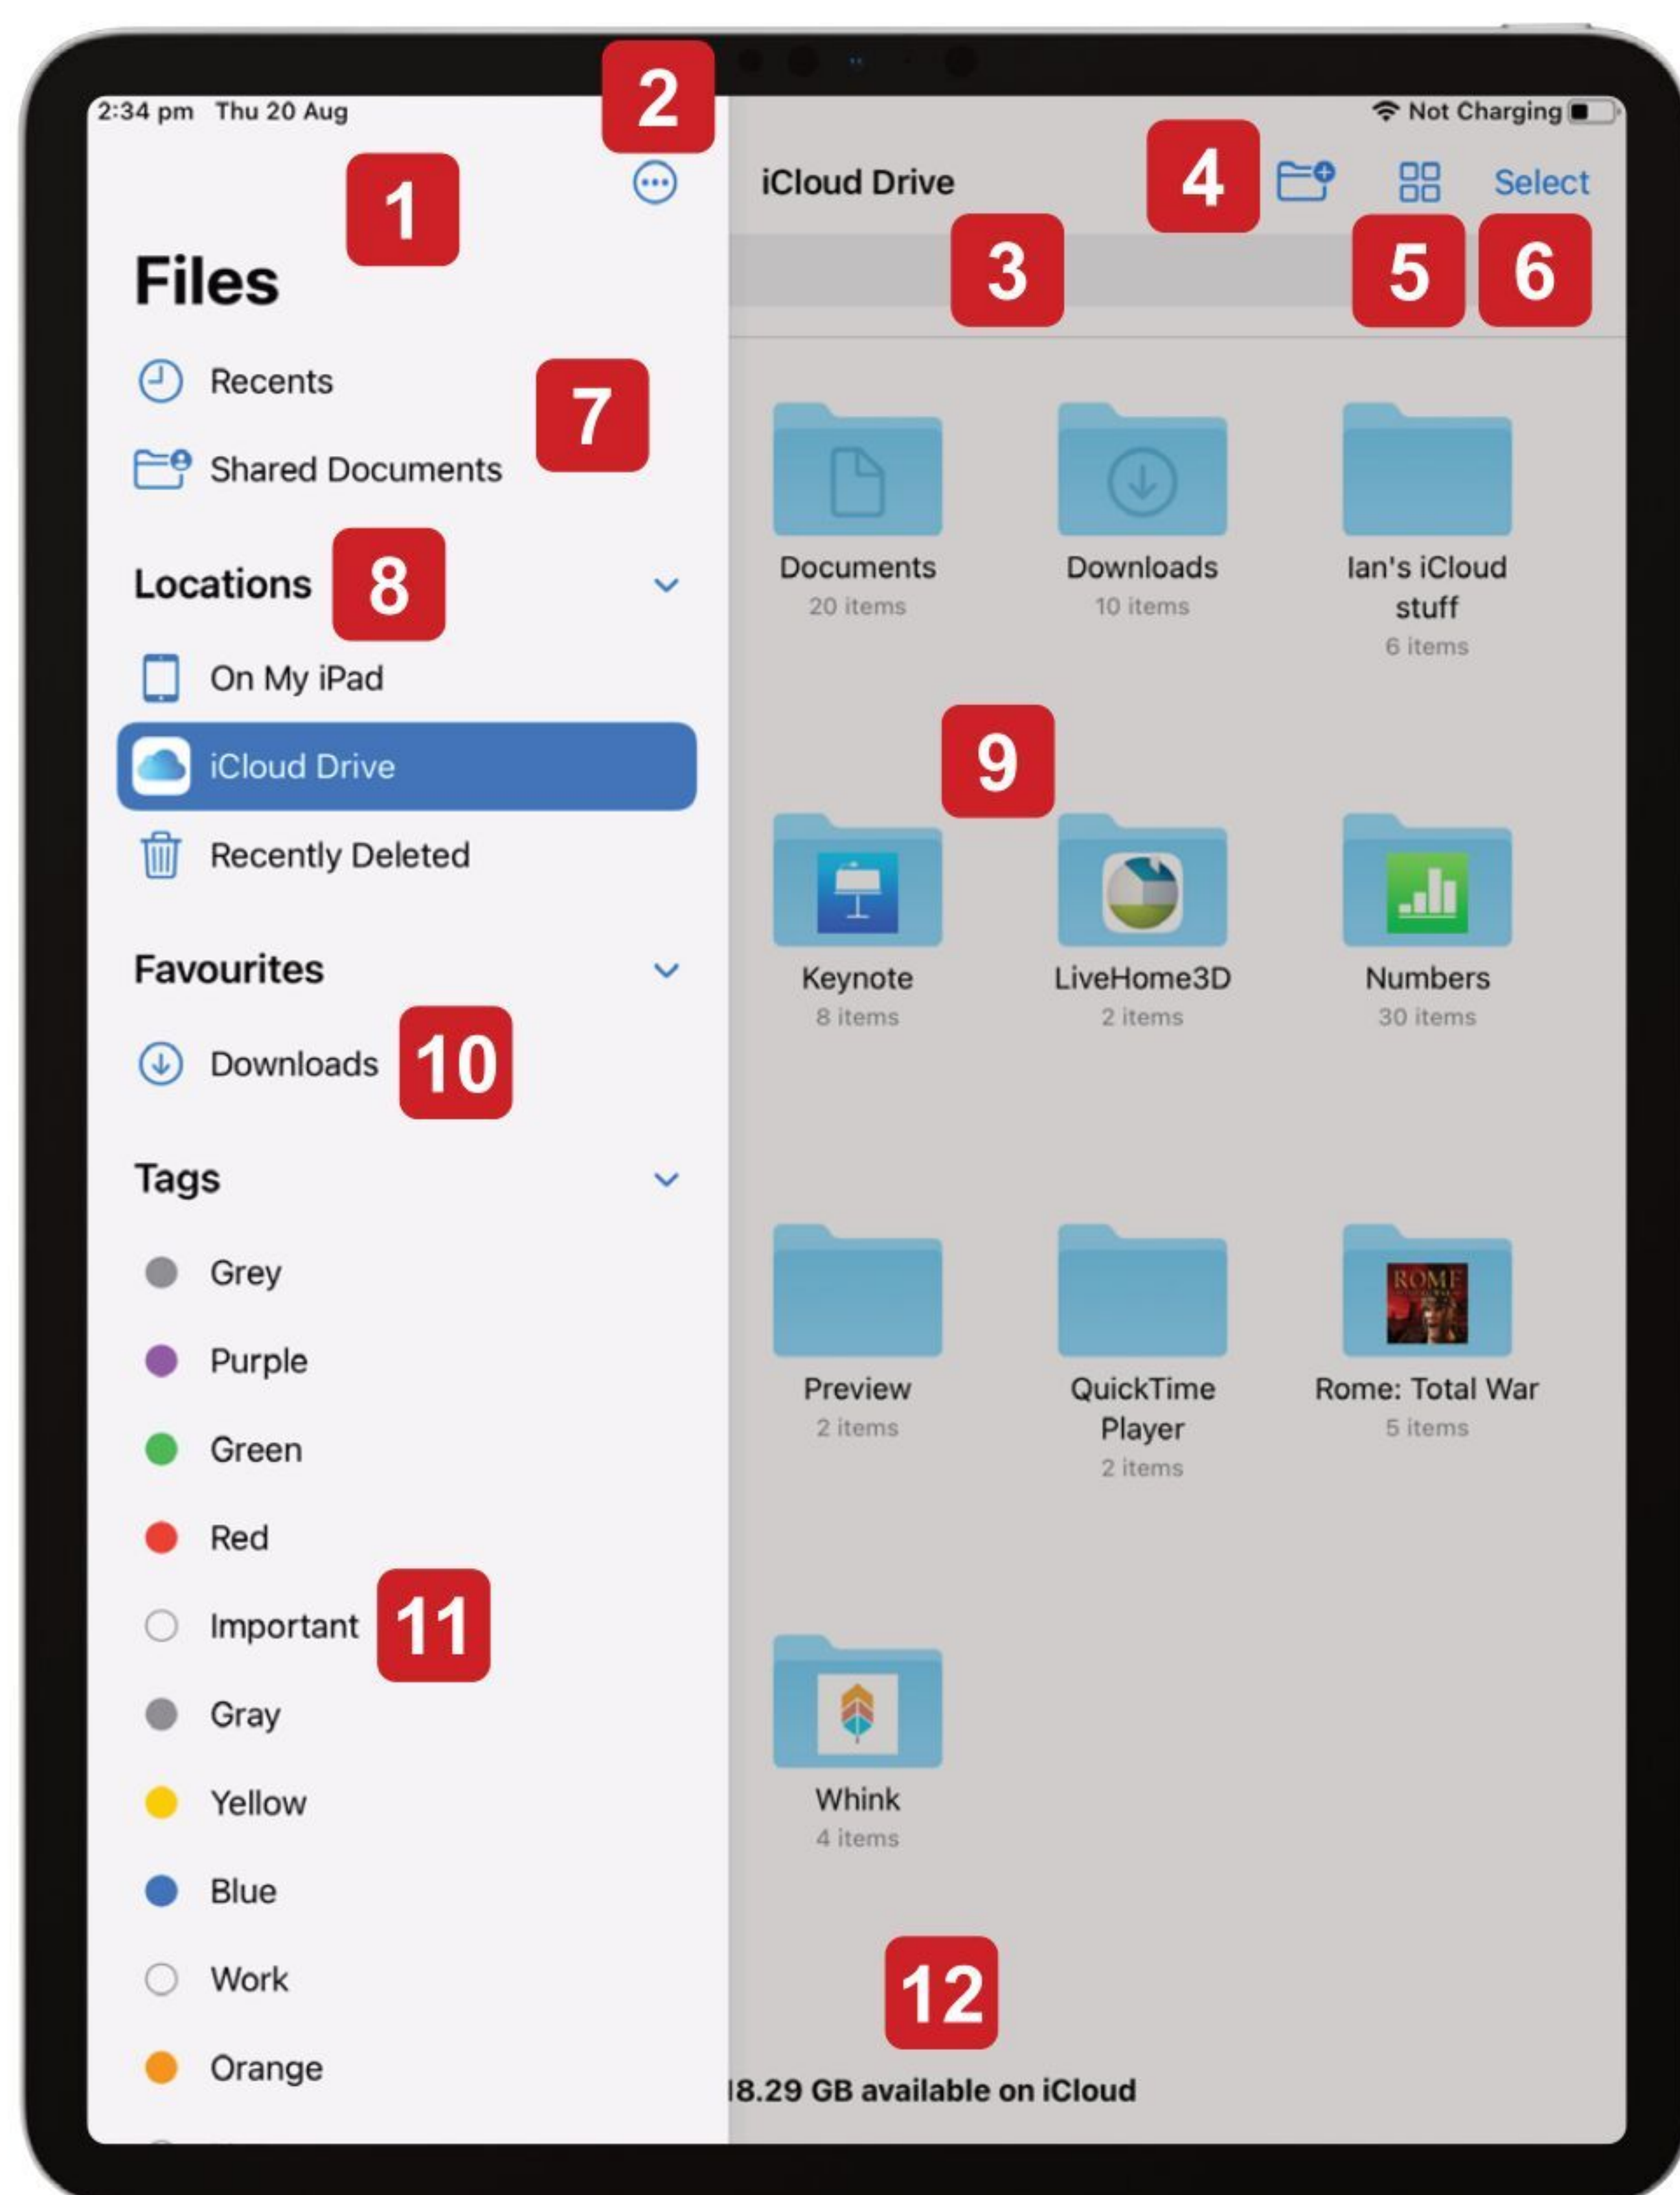 2:34 pm Thu 20 Aug
Not Charging
1
2
3
4
5
6
7
8
9
10
11
12
Files
Recents
Shared Documents
Locations
On My iPad
iCloud Drive
Recently Deleted
Favourites
Downloads
Tags
Grey
Purple
Green
Red
Important
Gray
Yellow
Blue
Work
Orange
iCloud Drive
Select
Documents
20 items
Downloads
10 items
Ian's iCloud
stuff
6 items
Keynote
8 items
LiveHome3D
2 items
Numbers
30 items
Preview
2 items
QuickTime
Player
2 items
ROME
Rome: Total War
5 items
Whink
4 items
18.29 GB available on iCloud